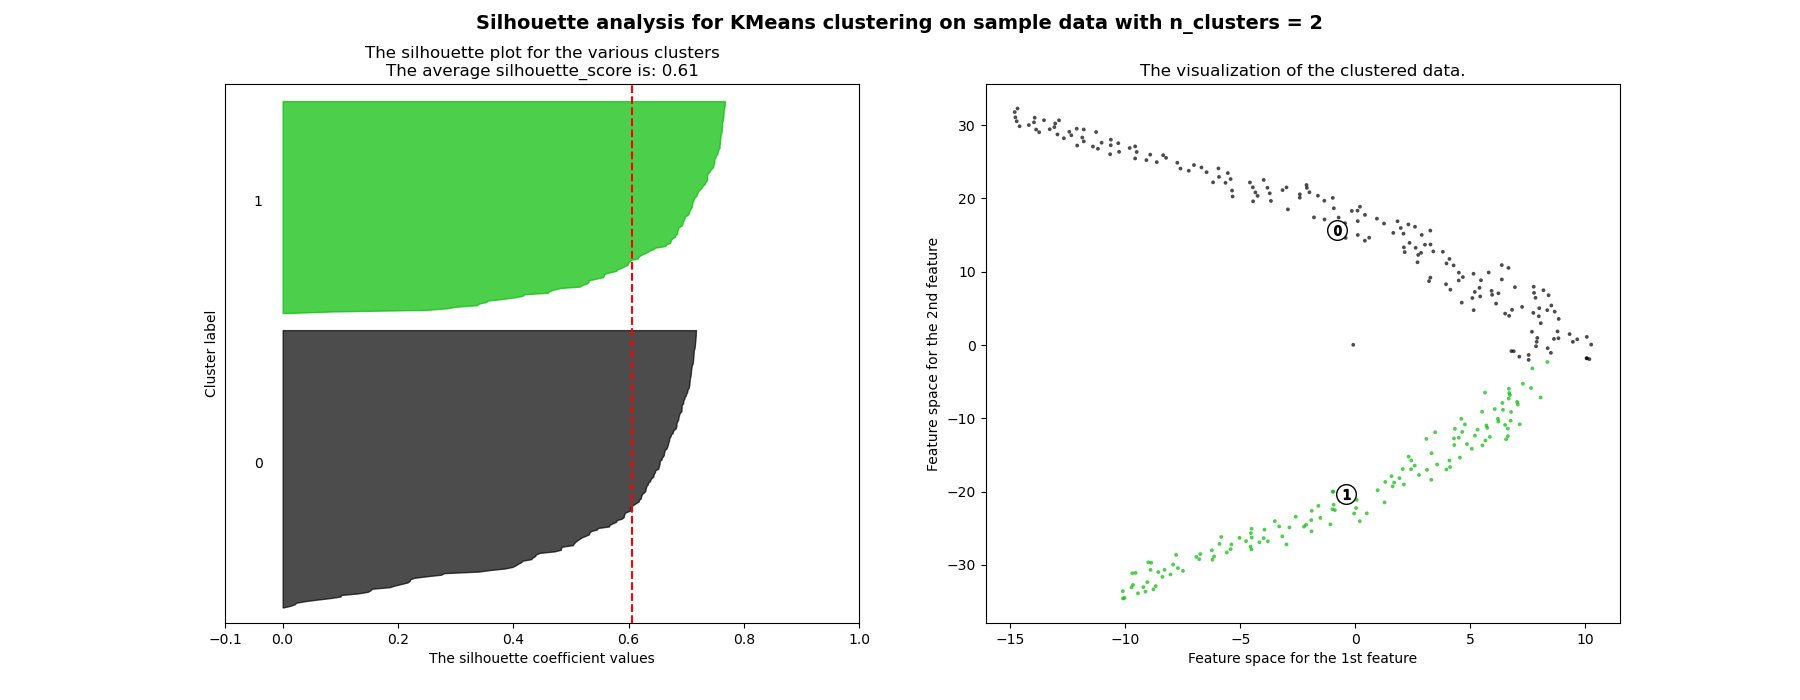 Silhouette analysis for KMeans clustering on sample data with n_clusters = 2
The silhouette plot for the various clusters
The average silhouette_score is: 0.61
1
0
Cluster label
−0.1 0.0 0.2 0.4 0.6 0.8 1.0
The silhouette coefficient values
The visualization of the clustered data.
30
20
10
0
−10
−20
−30
Feature space for the 2nd feature
0
1
−15 −10 −5 0 5 10
Feature space for the 1st feature